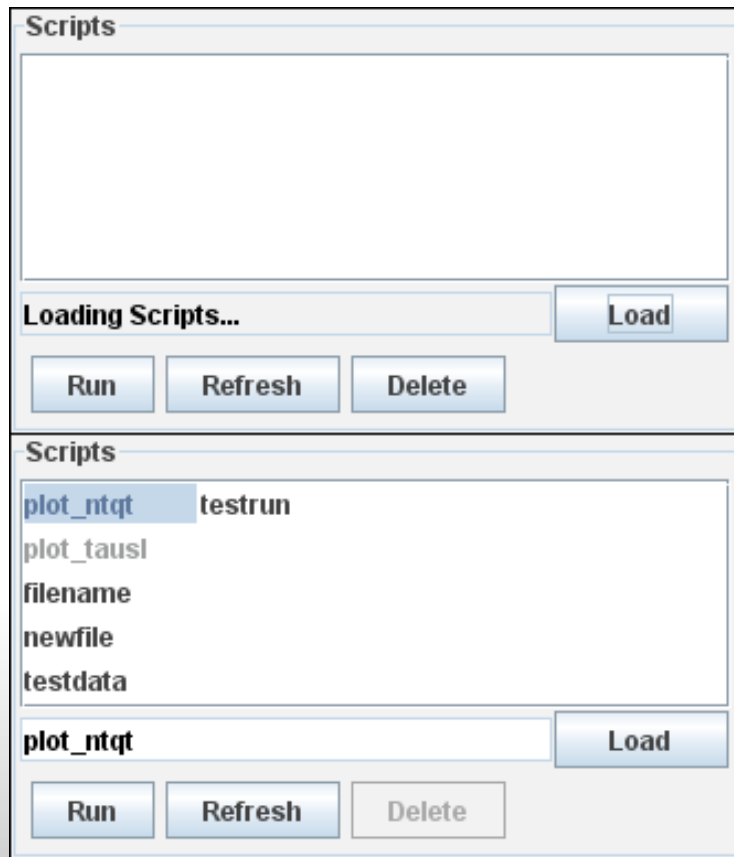 Scripts
Loading Scripts... Load
Run Refresh Delete
Scripts
plot_ntqt testrun
plot_tausl
filename
newfile
testdata
plot_ntqt Load
Run Refresh Delete